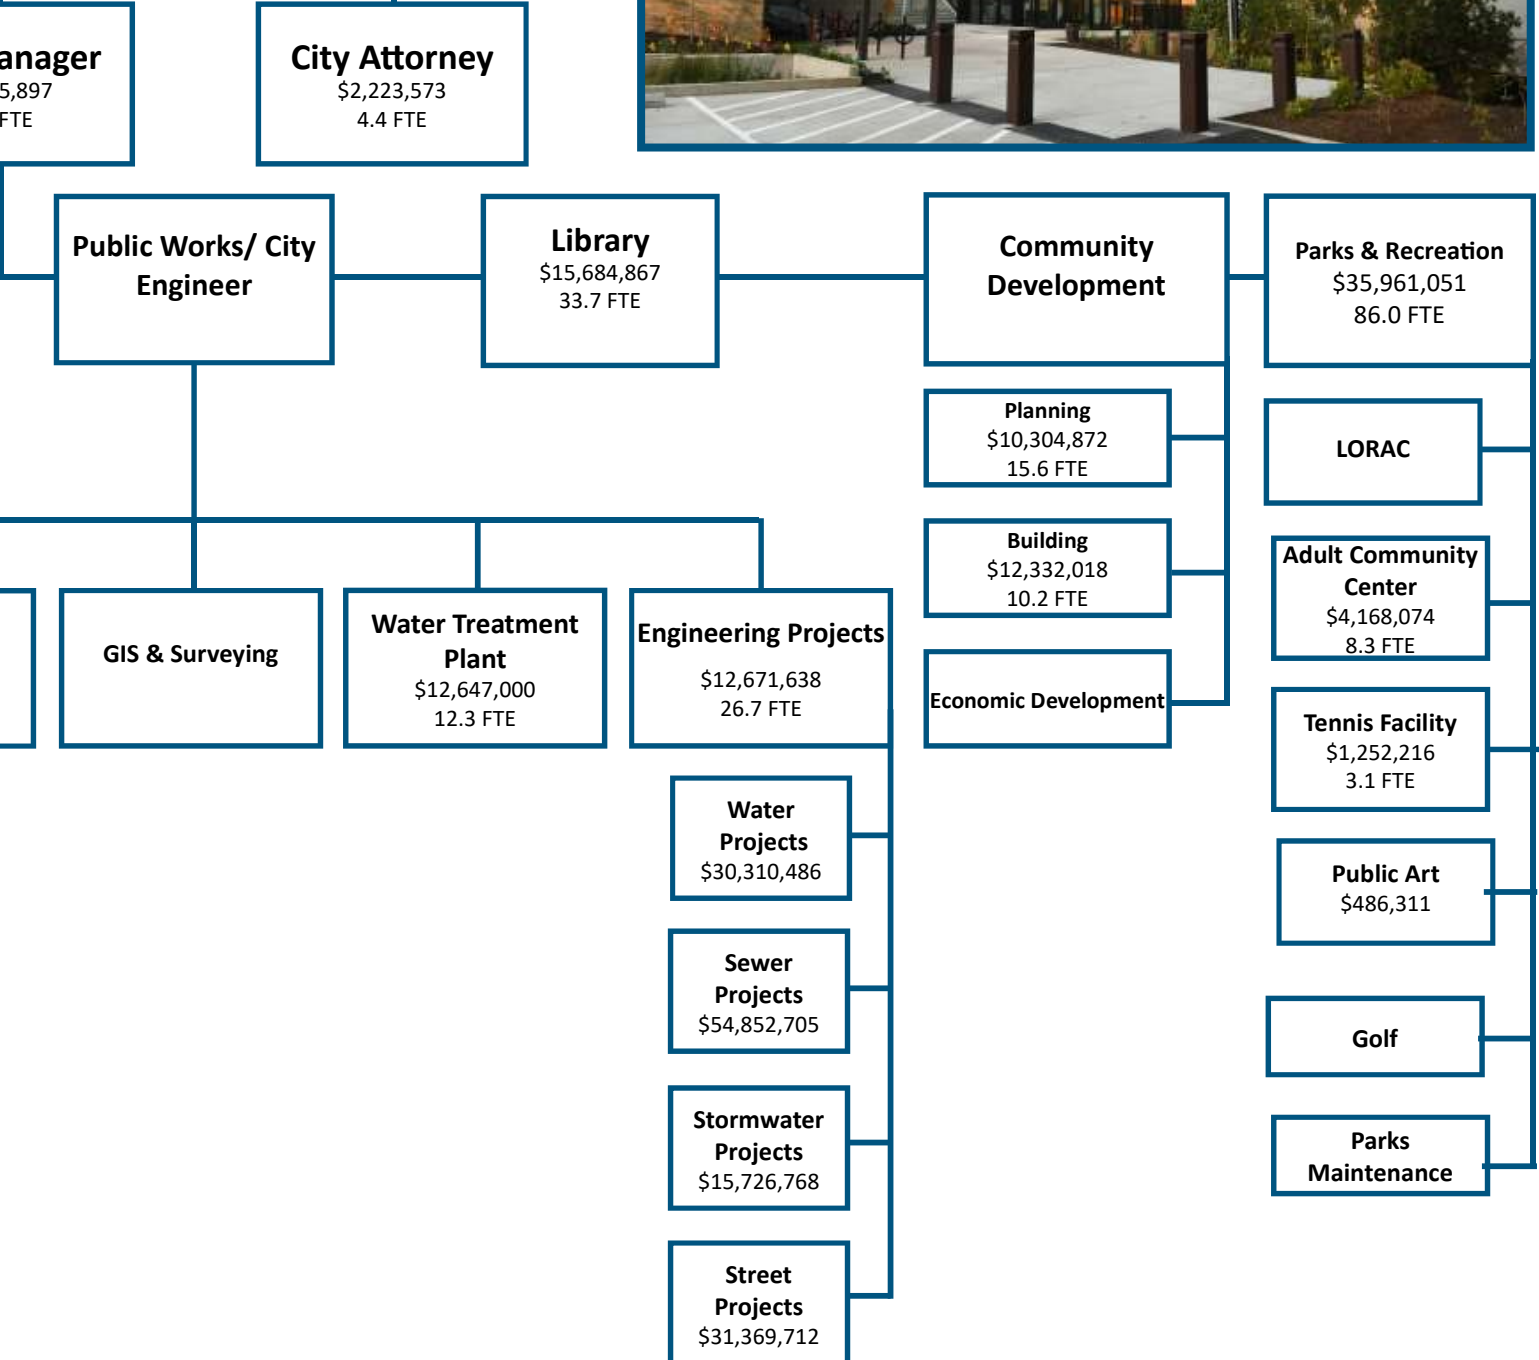 5,897
FTE
City Attorney
$2,223,573
4.4 FTE
Public Works/ City
Engineer
Library
$15,684,867
33.7 FTE
Community
Development
Parks & Recreation
$35,961,051
86.0 FTE
Planning
$10,304,872
15.6 FTE
Building
$12,332,018
10.2 FTE
Economic Development
LORAC
Adult Community
Center
$4,168,074
8.3 FTE
Tennis Facility
$1,252,216
3.1 FTE
Public Art
$486,311
Golf
Parks
Maintenance
GIS & Surveying
Water Treatment
Plant
$12,647,000
12.3 FTE
Engineering Projects
$12,671,638
26.7 FTE
Water
Projects
$30,310,486
Sewer
Projects
$54,852,705
Stormwater
Projects
$15,726,768
Street
Projects
$31,369,712